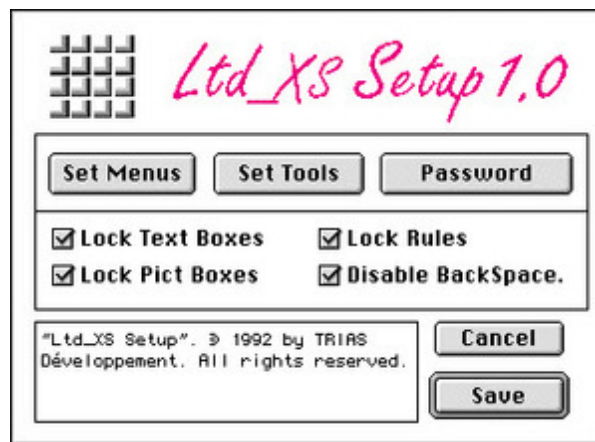 Ltd_XS Setup 1.0
Set Menus Set Tools Password
Lock Text Boxes Lock Rules
Lock Pict Boxes Disable BackSpace.
"Ltd_XS Setup". 1992 by TRIAS
Développement. All rights reserved.
Cancel
Save